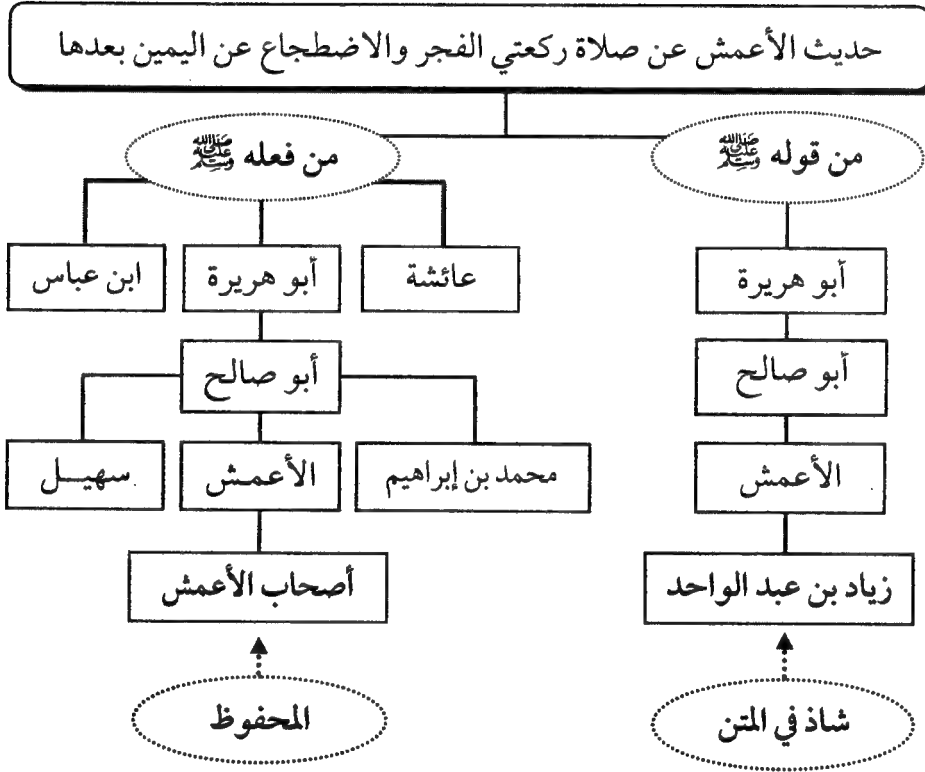 حديث الأعمش عن صلاة ركعتي الفجر والاضطجاع عن اليمين بعدها
من قوله ﷺ
من فعله ﷺ
أبو هريرة
عائشة
أبو هريرة
ابن عباس
أبو صالح
أبو صالح
الأعمش
محمد بن إبراهيم
الأعمـش
سهيـــل
زياد بن عبد الواحد
أصحاب الأعمش
شاذ في المتن
المحفوظ